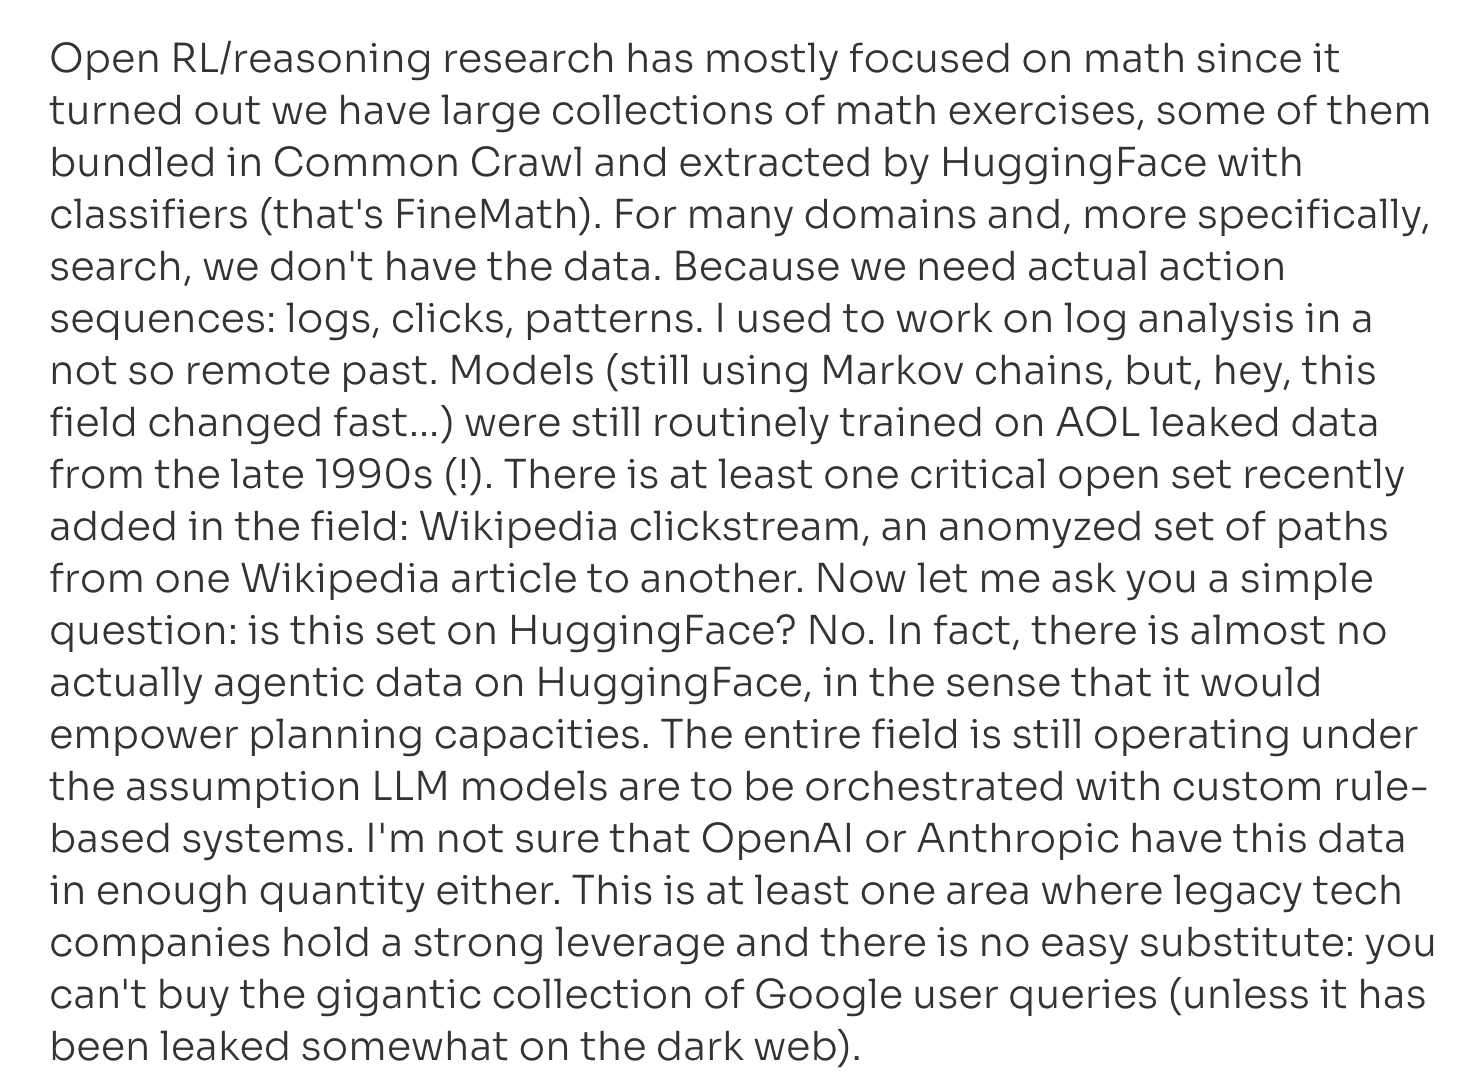 Open RL/reasoning research has mostly focused on math since it
turned out we have large collections of math exercises, some of them
bundled in Common Crawl and extracted by HuggingFace with
classifiers (that's FineMath). For many domains and, more specifically,
search, we don't have the data. Because we need actual action
sequences: logs, clicks, patterns. I used to work on log analysis in a
not so remote past. Models (still using Markov chains, but, hey, this
field changed fast…) were still routinely trained on AOL leaked data
from the late 1990s (!). There is at least one critical open set recently
added in the field: Wikipedia clickstream, an anomyzed set of paths
from one Wikipedia article to another. Now let me ask you a simple
question: is this set on HuggingFace? No. In fact, there is almost no
actually agentic data on HuggingFace, in the sense that it would
empower planning capacities. The entire field is still operating under
the assumption LLM models are to be orchestrated with custom rule-
based systems. I'm not sure that OpenAI or Anthropic have this data
in enough quantity either. This is at least one area where legacy tech
companies hold a strong leverage and there is no easy substitute: you
can't buy the gigantic collection of Google user queries (unless it has
been leaked somewhat on the dark web).